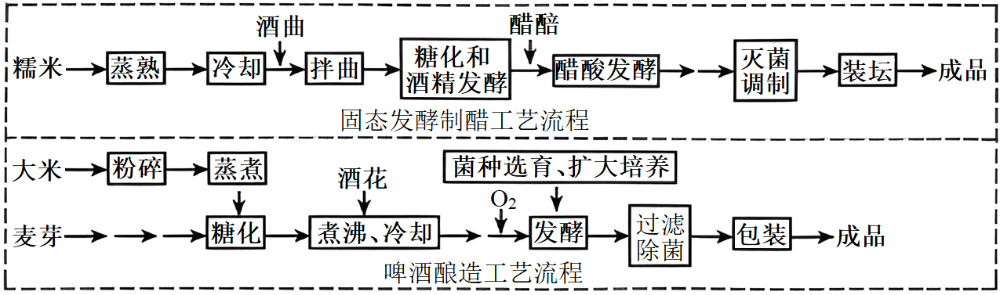 酒曲 醋醅
糯米 蒸熟 冷却 拌曲 糖化和酒精发酵 醋酸发酵 灭菌调制 装坛 成品
固态发酵制醋工艺流程
大米 粉碎 蒸煮 酒花 菌种选育、扩大培养
O₂
麦芽 糖化 煮沸、冷却 发酵 过滤除菌 包装 成品
啤酒酿造工艺流程